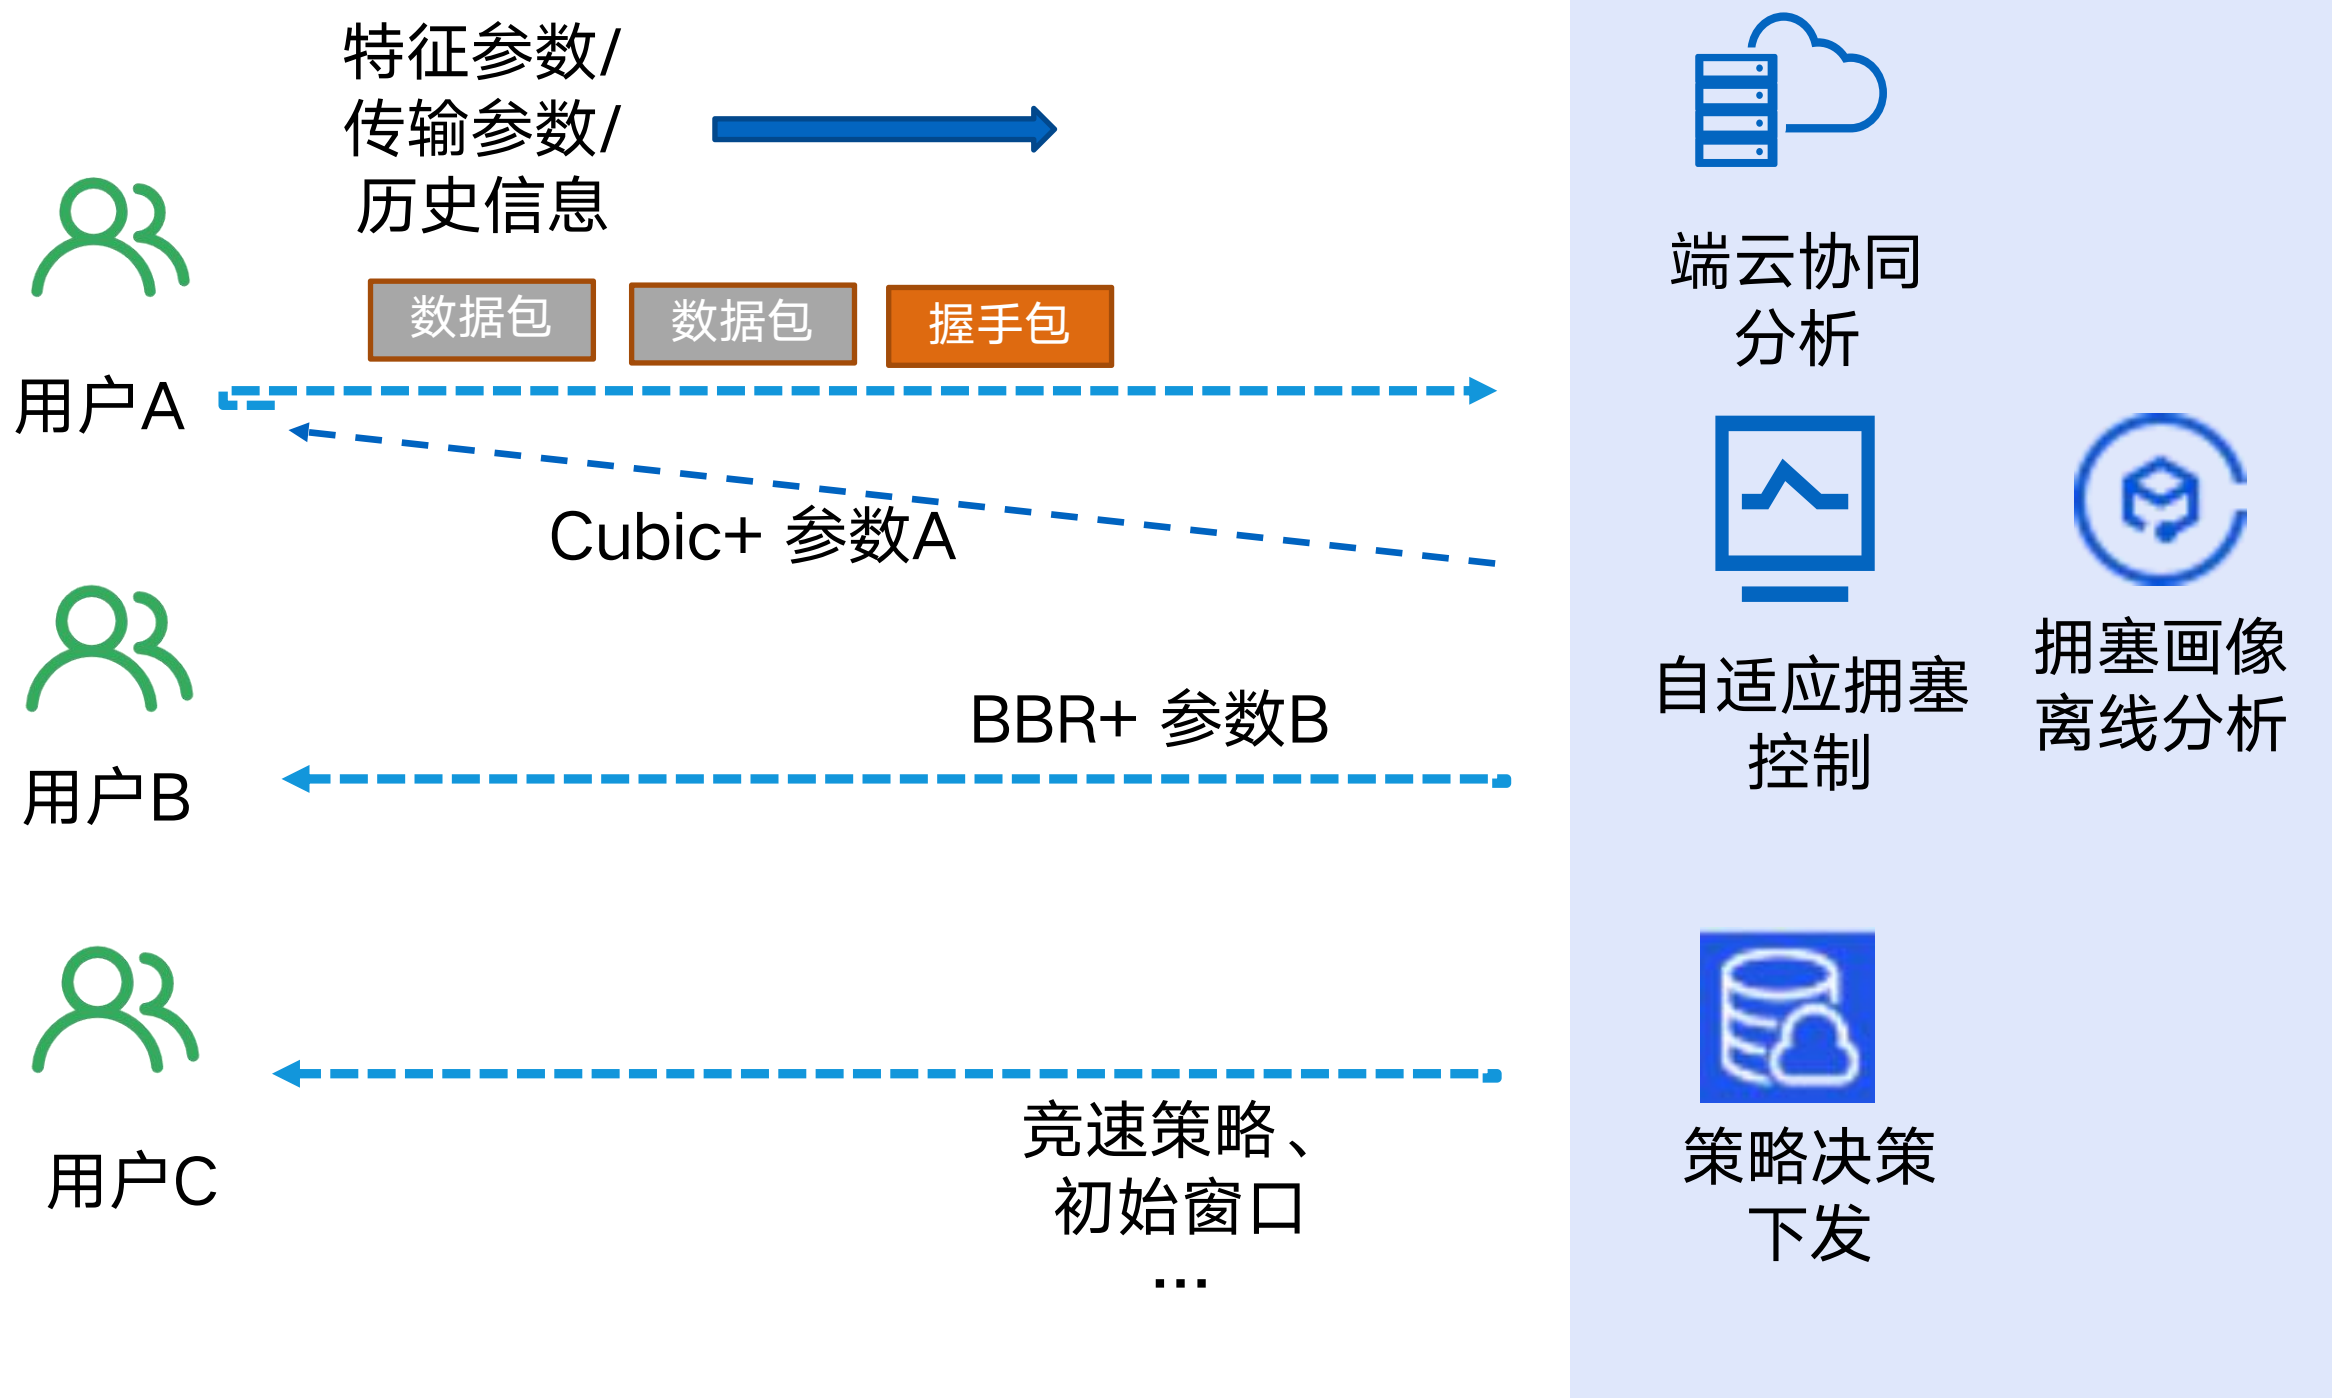 特征参数/
传输参数/
历史信息
数据包
数据包
握手包
用户A
Cubic+ 参数A
用户B
BBR+ 参数B
用户C
竞速策略、
初始窗口
...
端云协同
分析
自适应拥塞
控制
拥塞画像
离线分析
策略决策
下发